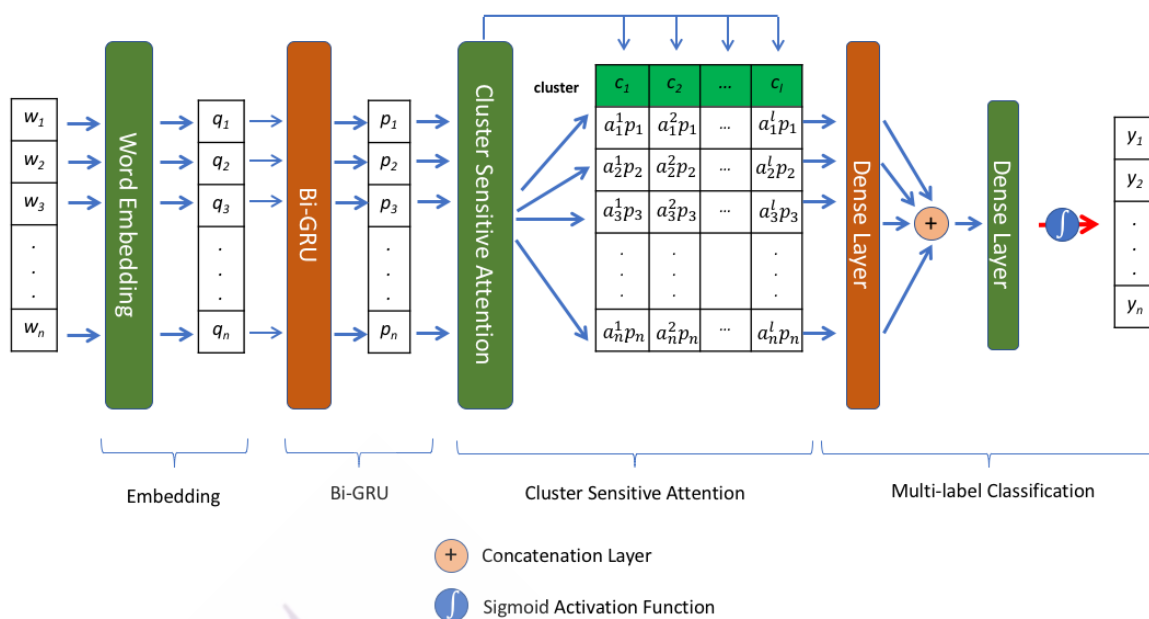 w1
w2
w3
.
.
.
wn
Word Embedding
q1
q2
q3
.
.
.
qn
Bi-GRU
p1
p2
p3
.
.
.
pn
Cluster Sensitive Attention
cluster
c1 c2 ... cl
a₁¹p₁ a₁²p₁ ... a₁ˡp₁
a₂¹p₂ a₂²p₂ ... a₂ˡp₂
a₃¹p₃ a₃²p₃ ... a₃ˡp₃
. . . .
. . . .
. . . .
aₙ¹pₙ aₙ²pₙ ... aₙˡpₙ
Dense Layer
+
Dense Layer
∫
y1
y2
.
.
.
yn
Embedding
Bi-GRU
Cluster Sensitive Attention
Multi-label Classification
+ Concatenation Layer
∫ Sigmoid Activation Function